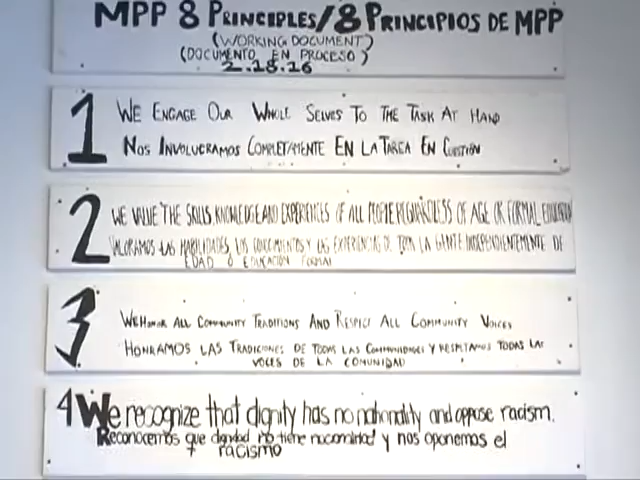 MPP 8 PRINCIPLES/8 PRINCIPIOS DE MPP
(WORKING DOCUMENT)
(DOCUMENTO EN PROCESO)
2.18.16
1 WE ENGAGE OUR WHOLE SELVES TO THE TASK AT HAND
NOS INVOLUCRAMOS COMPLETAMENTE EN LA TAREA EN CUESTIÓN
2 WE VALUE THE SKILLS KNOWLEDGE AND EXPERIENCES OF ALL PEOPLE REGARDLESS OF AGE OR FORMAL EDUCATION
VALORAMOS LAS HABILIDADES, LOS CONOCIMIENTOS Y LAS EXPERIENCIAS DE TODA LA GENTE INDEPENDIENTEMENTE DE
EDAD O EDUCACIÓN FORMAL
3 WE HONOR ALL COMMUNITY TRADITIONS AND RESPECT ALL COMMUNITY VOICES
HONRAMOS LAS TRADICIONES DE TODAS LAS COMUNIDADES Y RESPETAMOS TODAS LAS
VOCES DE LA COMUNIDAD
4 We recognize that dignity has no nationality and oppose racism.
Reconocemos que dignidad no tiene nacionalidad y nos oponemos el
racismo